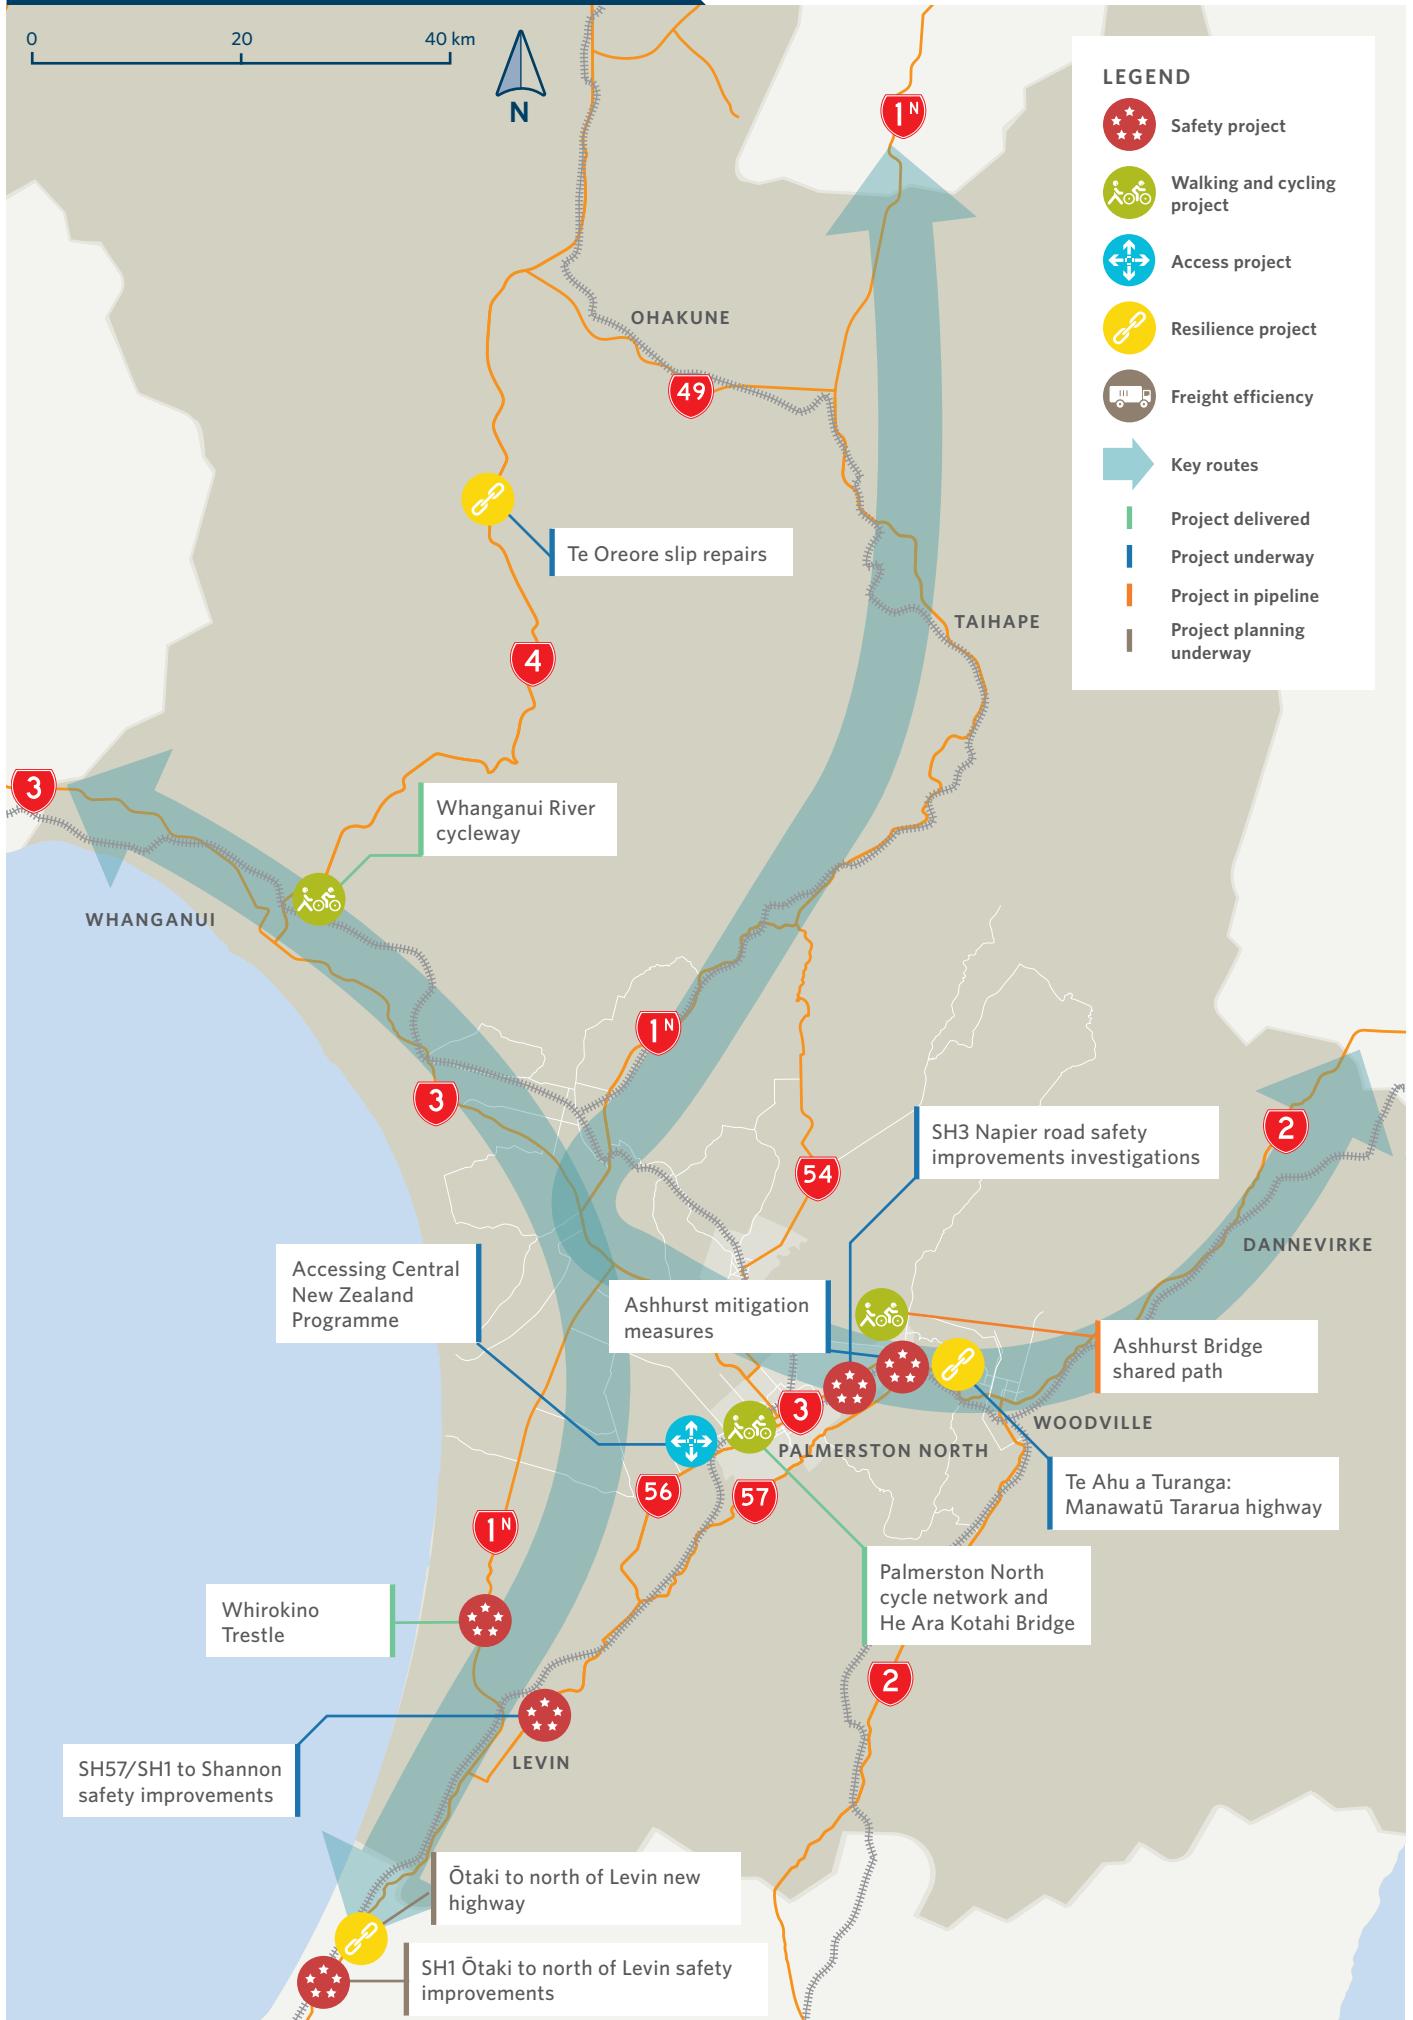 0 20 40 km
N
LEGEND
Safety project
Walking and cycling
project
Access project
Resilience project
Freight efficiency
Key routes
Project delivered
Project underway
Project in pipeline
Project planning
underway
1 N
OHAKUNE
49
Te Oreore slip repairs
TAIHAPE
4
3
Whanganui River
cycleway
WHANGANUI
1 N
3
SH3 Napier road safety
improvements investigations
2
54
DANNEVIRKE
Accessing Central
New Zealand
Programme
Ashhurst mitigation
measures
Ashhurst Bridge
shared path
3
WOODVILLE
PALMERSTON NORTH
56
57
Te Ahu a Turanga:
Manawatū Tararua highway
1 N
Palmerston North
cycle network and
He Ara Kotahi Bridge
Whirokino
Trestle
2
LEVIN
SH57/SH1 to Shannon
safety improvements
Ōtaki to north of Levin new
highway
SH1 Ōtaki to north of Levin safety
improvements